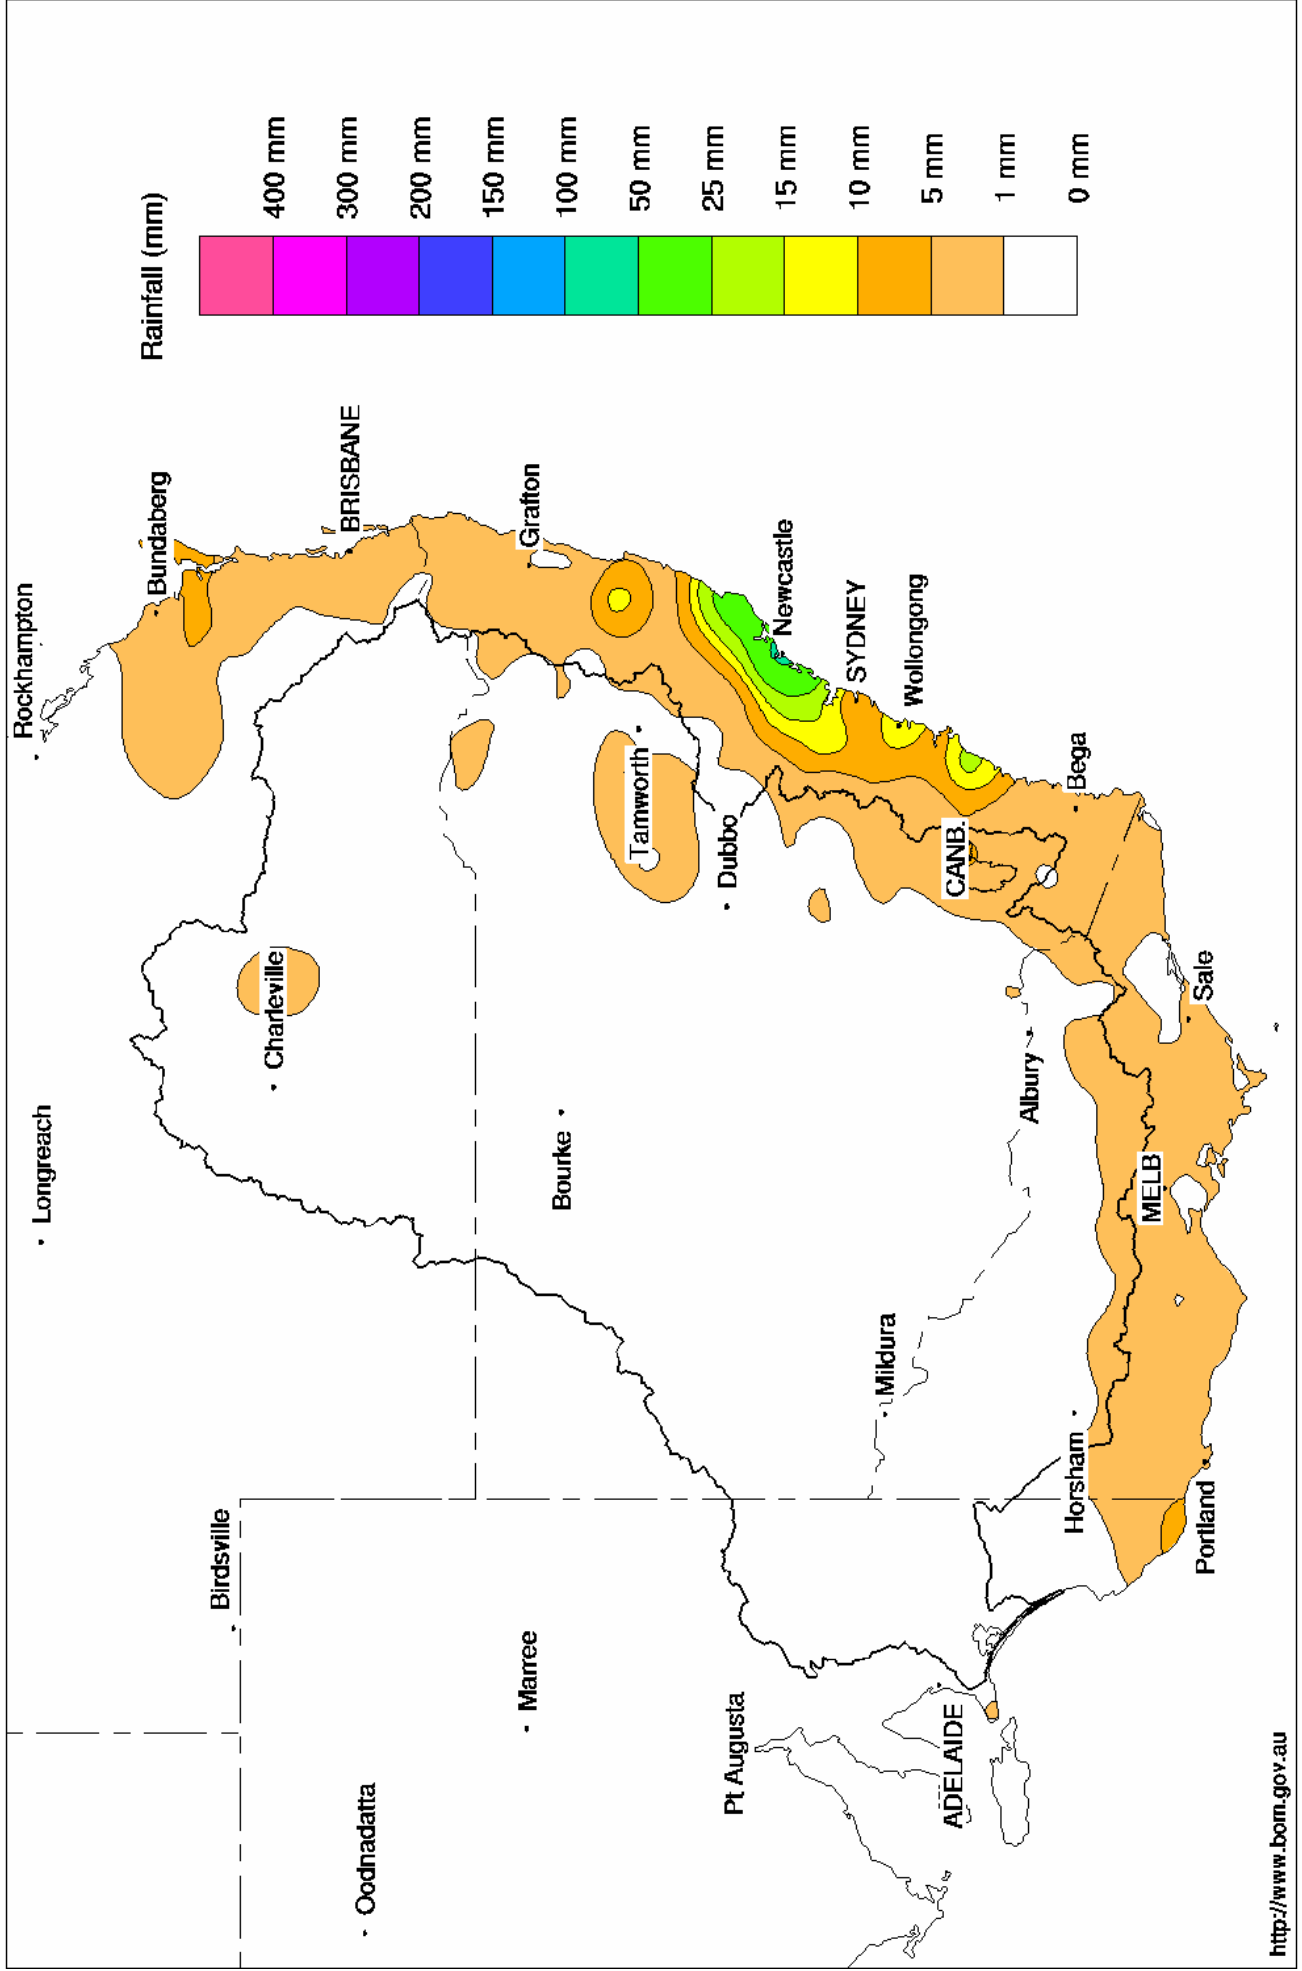 Rainfall (mm)
400 mm
300 mm
200 mm
150 mm
100 mm
50 mm
25 mm
15 mm
10 mm
5 mm
1 mm
0 mm
Longreach
Rockhampton
Bundaberg
Birdsville
Charleville
BRISBANE
Oodnadatta
Marree
Bourke
Grafton
Tamworth
Pt Augusta
Dubbo
Newcastle
SYDNEY
Mildura
Wollongong
ADELAIDE
CANB.
Albury
Horsham
Bega
MELB
Portland
Sale
http://www.bom.gov.au